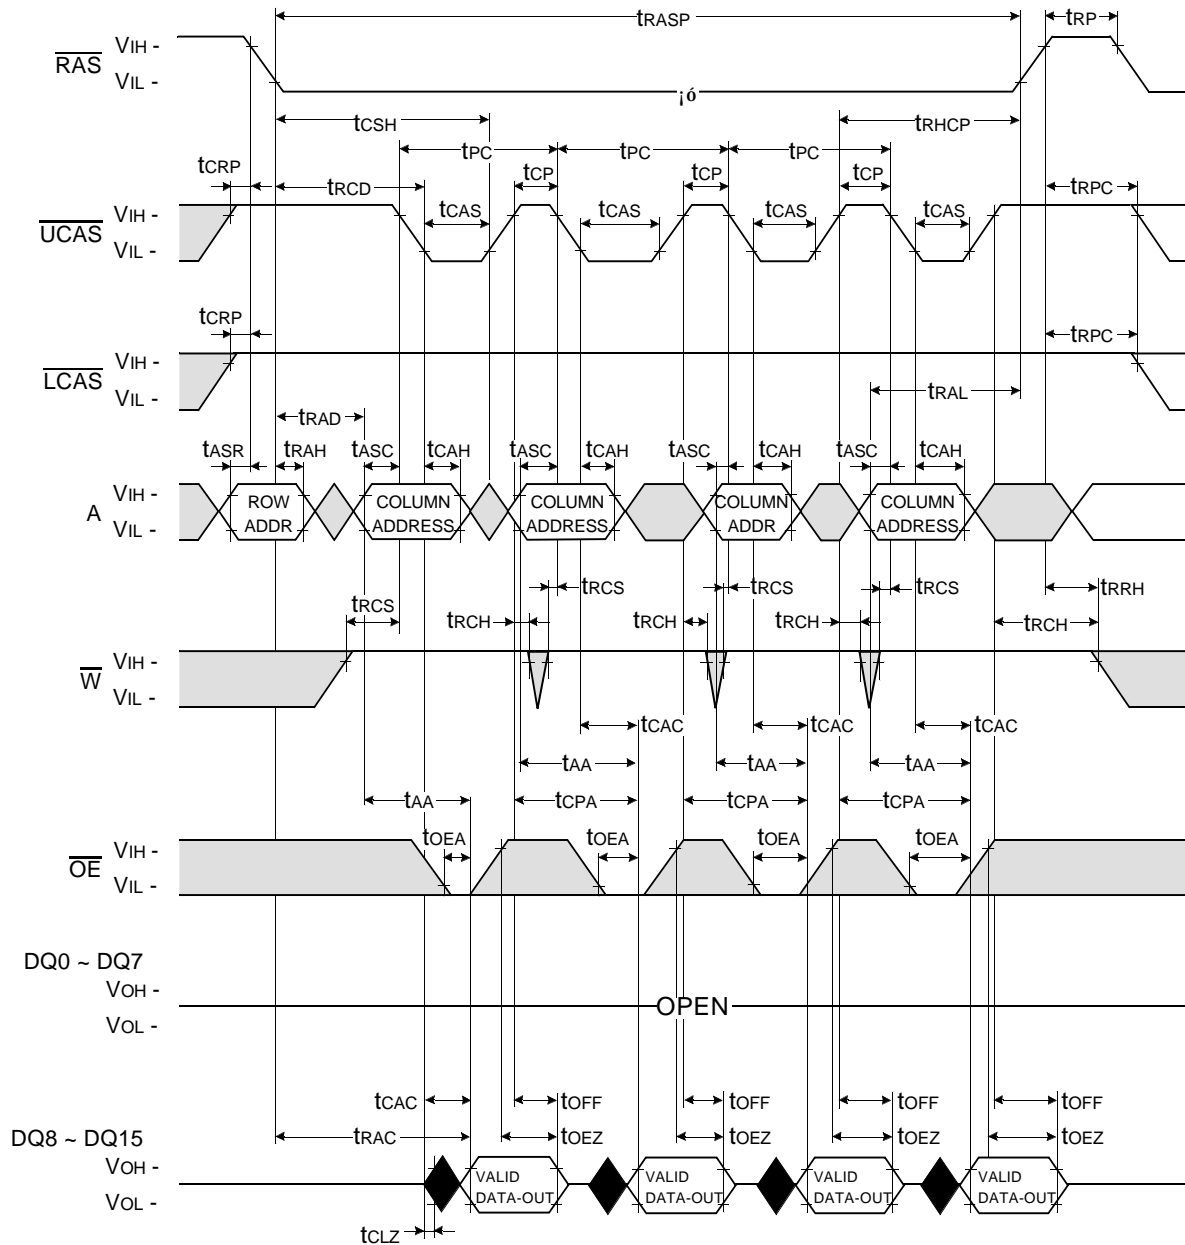 tRASP
tRP
RAS
VIH -
VIL -
¡ó
tCSH
tRHCP
tPC
tPC
tPC
tCRP
tRCD
tCP
tCP
tCP
tRPC
UCAS
VIH -
VIL -
tCAS
tCAS
tCAS
tCAS
tCRP
tRPC
LCAS
VIH -
VIL -
tRAL
tRAD
tASR
tRAH
tASC
tCAH
tASC
tCAH
tASC
tCAH
tASC
tCAH
A
VIH -
VIL -
ROW
ADDR
COLUMN
ADDRESS
COLUMN
ADDRESS
COLUMN
ADDR
COLUMN
ADDRESS
tRCS
tRCS
tRCS
tRCS
tRRH
tRCH
tRCH
tRCH
tRCH
W
VIH -
VIL -
tCAC
tCAC
tCAC
tAA
tAA
tAA
tAA
tCPA
tCPA
tCPA
tOEA
tOEA
tOEA
tOEA
OE
VIH -
VIL -
DQ0 ~ DQ7
VOH -
VOL -
OPEN
tCAC
tOFF
tOFF
tOFF
tOFF
DQ8 ~ DQ15
tRAC
tOEZ
tOEZ
tOEZ
tOEZ
VOH -
VOL -
VALID
DATA-OUT
VALID
DATA-OUT
VALID
DATA-OUT
VALID
DATA-OUT
tCLZ